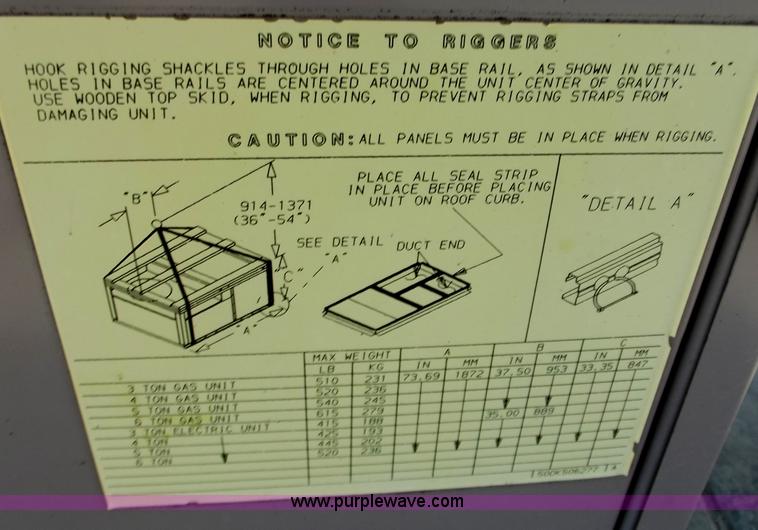 NOTICE TO RIGGERS
HOOK RIGGING SHACKLES THROUGH HOLES IN BASE RAIL, AS SHOWN IN DETAIL "A".
HOLES IN BASE RAILS ARE CENTERED AROUND THE UNIT CENTER OF GRAVITY.
USE WOODEN TOP SKID, WHEN RIGGING, TO PREVENT RIGGING STRAPS FROM
DAMAGING UNIT.
CAUTION: ALL PANELS MUST BE IN PLACE WHEN RIGGING.
"B"
914-1371
(36"-54")
SEE DETAIL
"A"
C"
"A"
PLACE ALL SEAL STRIP
IN PLACE BEFORE PLACING
UNIT ON ROOF CURB.
DUCT END
"DETAIL A"
MAX WEIGHT A B C
LB KG IN MM IN MM IN MM
3 TON GAS UNIT 510 231 73.69 1872 37.50 953 33.35 847
4 TON GAS UNIT 520 236
5 TON GAS UNIT 540 245
6 TON GAS UNIT 615 279 35.00 889
3 TON ELECTRIC UNIT 415 188
4 TON 425 193
5 TON 445 202
6 TON 520 236
50DK506277
www.purplewave.com